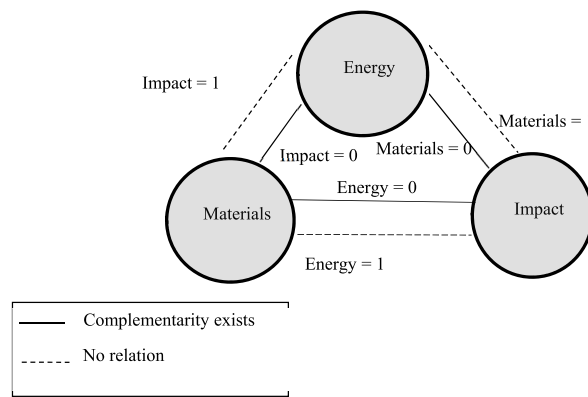 Energy
Impact = 1
Materials =
Impact = 0
Materials = 0
Energy = 0
Materials
Impact
Energy = 1
Complementarity exists
No relation